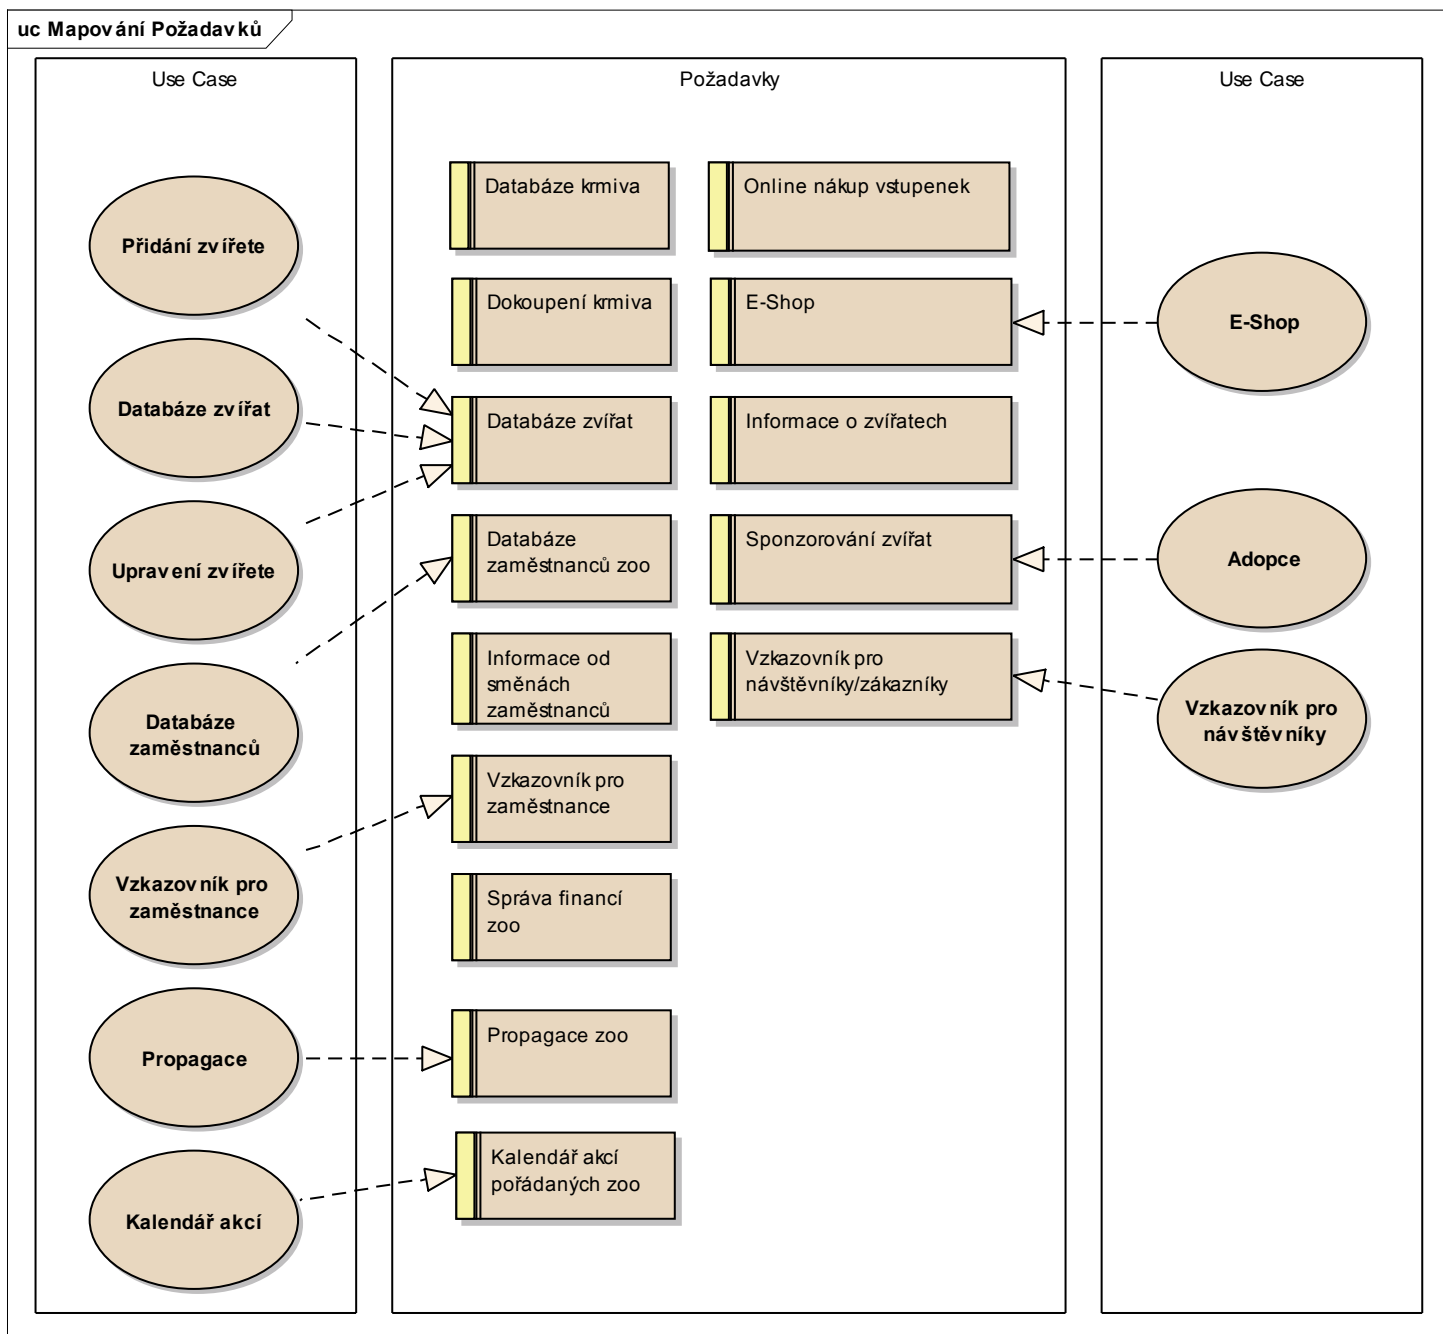 uc Mapování Požadavků
Use Case
Přidání zvířete
Databáze zvířat
Upravení zvířete
Databáze
zaměstnanců
Vzkazovník pro
zaměstnance
Propagace
Kalendář akcí
Požadavky
Databáze krmiva
Dokoupení krmiva
Databáze zvířat
Databáze
zaměstnanců zoo
Informace od
směnách
zaměstnanců
Vzkazovník pro
zaměstnance
Správa financí
zoo
Propagace zoo
Kalendář akcí
pořádaných zoo
Online nákup vstupenek
E-Shop
Informace o zvířatech
Sponzorování zvířat
Vzkazovník pro
návštěvníky/zákazníky
Use Case
E-Shop
Adopce
Vzkazovník pro
návštěvníky